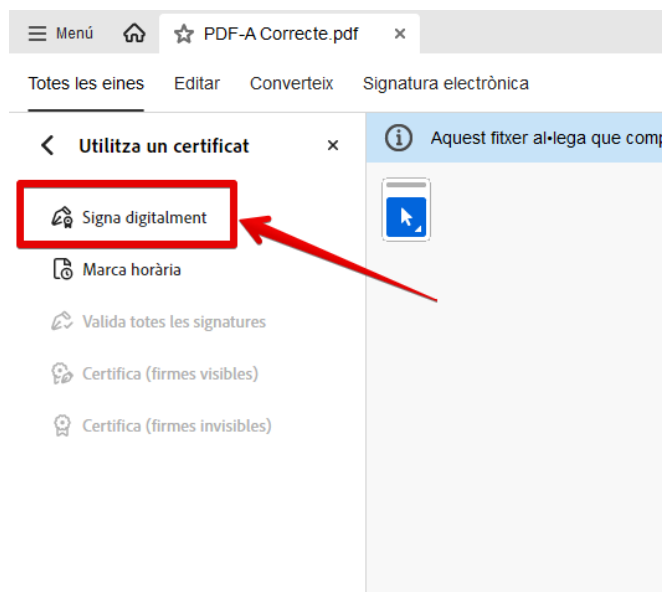 Menú
PDF-A Correcte.pdf
Totes les eines Editar Converteix Signatura electrònica
Utilitza un certificat
Aquest fitxer al•lega que
Signa digitalment
Marca horària
Valida totes les signatures
Certifica (firmes visibles)
Certifica (firmes invisibles)